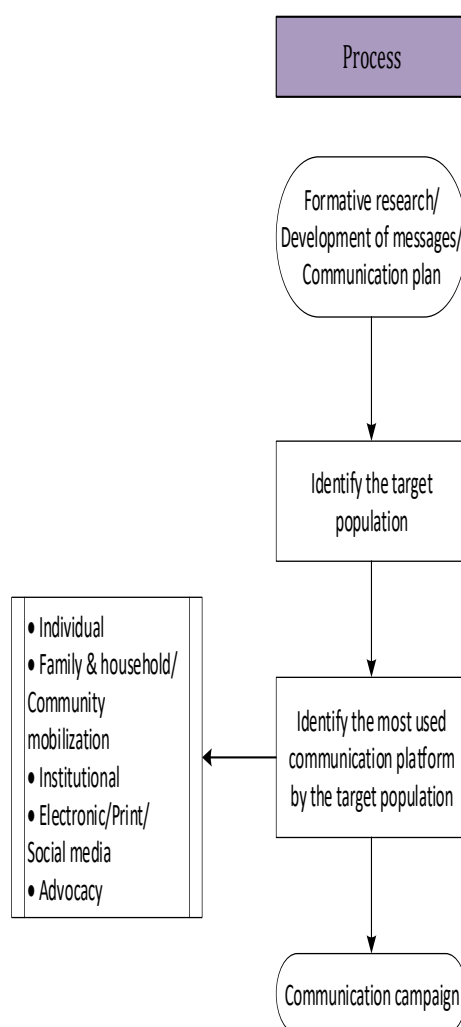 Process
Formative research/
Development of messages/
Communication plan
Identify the target
population
• Individual
• Family & household/
Community
mobilization
• Institutional
• Electronic/Print/
Social media
• Advocacy
Identify the most used
communication platform
by the target population
Communication campaign